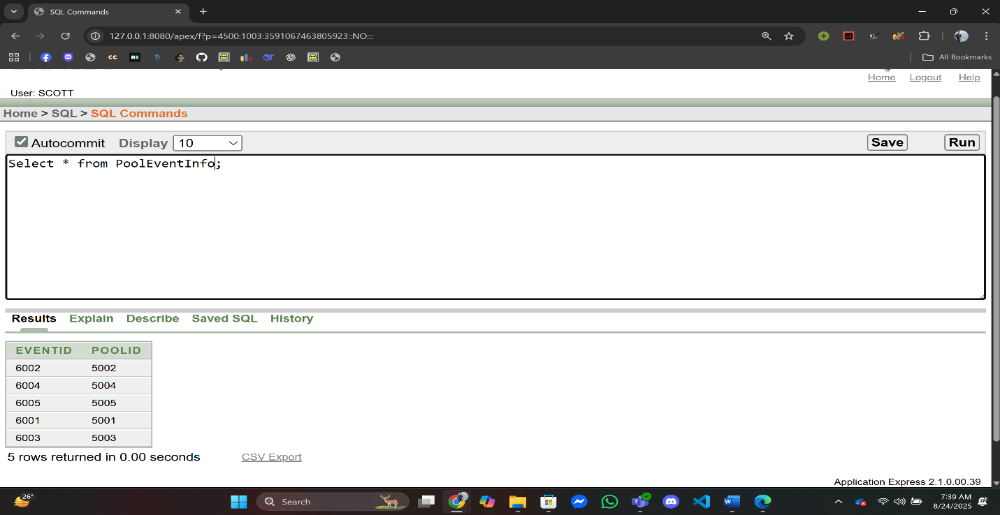 SQL Commands
127.0.0.1:8080/apex/f?p=4500:1003:3591067463805923::NO:::
CC
All Bookmarks
Home Logout Help
User: SCOTT
Home > SQL > SQL Commands
Autocommit Display 10 Save Run
Select * from PoolEventInfo;
Results Explain Describe Saved SQL History
EVENTID POOLID
6002 5002
6004 5004
6005 5005
6001 5001
6003 5003
5 rows returned in 0.00 seconds CSV Export
Application Express 2.1.0.00.39
26°
Search
7:39 AM
8/24/2025